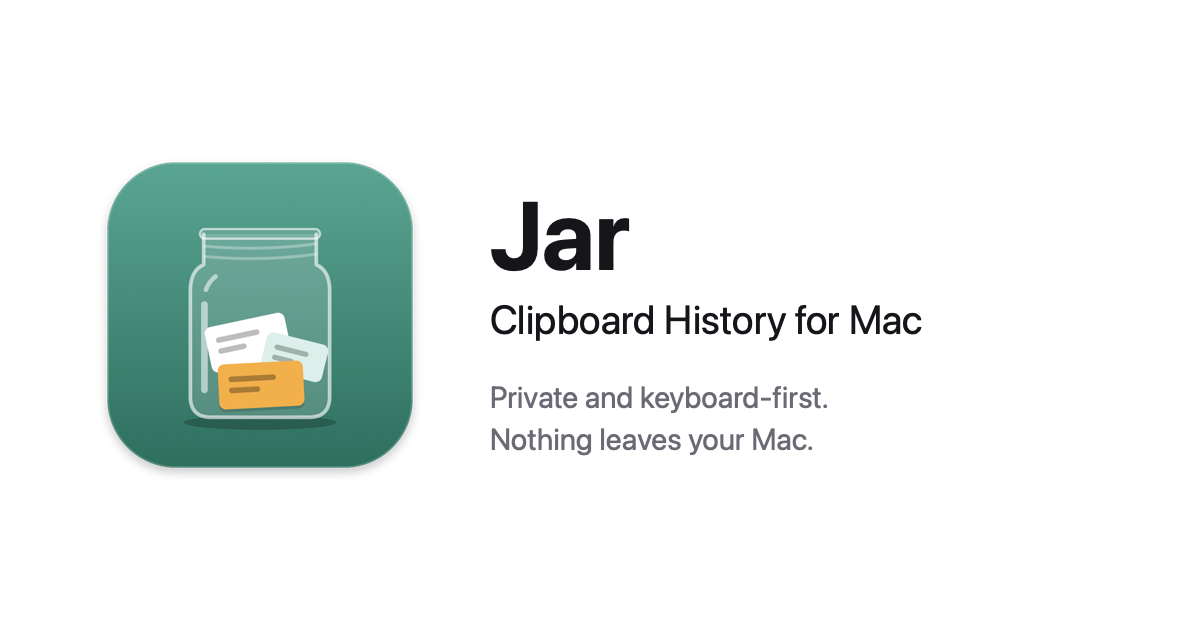 Jar
Clipboard History for Mac
Private and keyboard-first.
Nothing leaves your Mac.